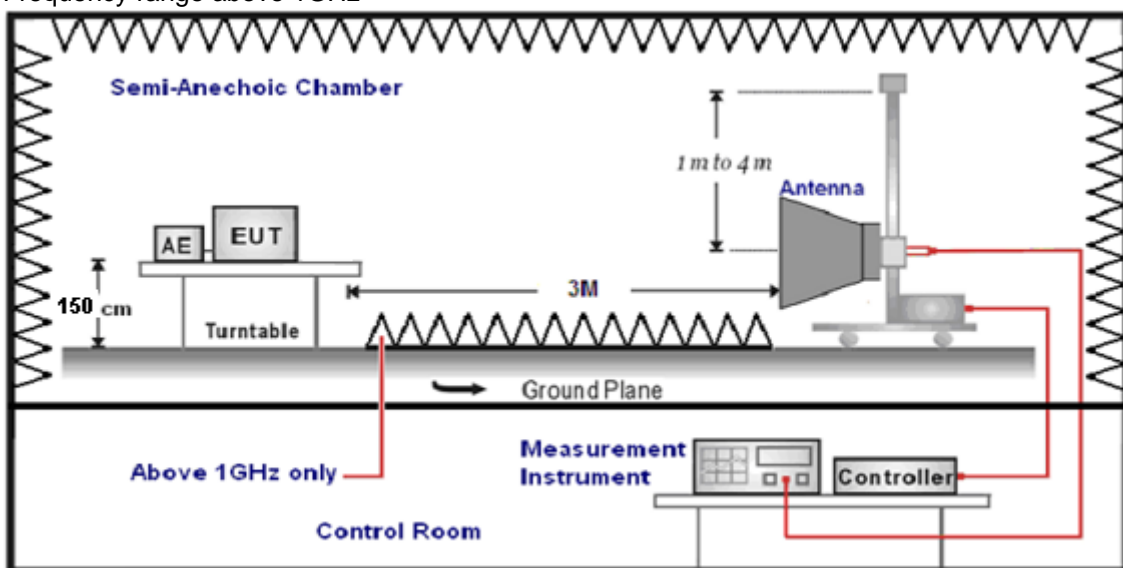 Frequency range above 1GHz
Semi-Anechoic Chamber
1 m to 4 m
Antenna
AE
EUT
150 cm
3M
Turntable
Ground Plane
Above 1GHz only
Measurement
Instrument
Controller
Control Room